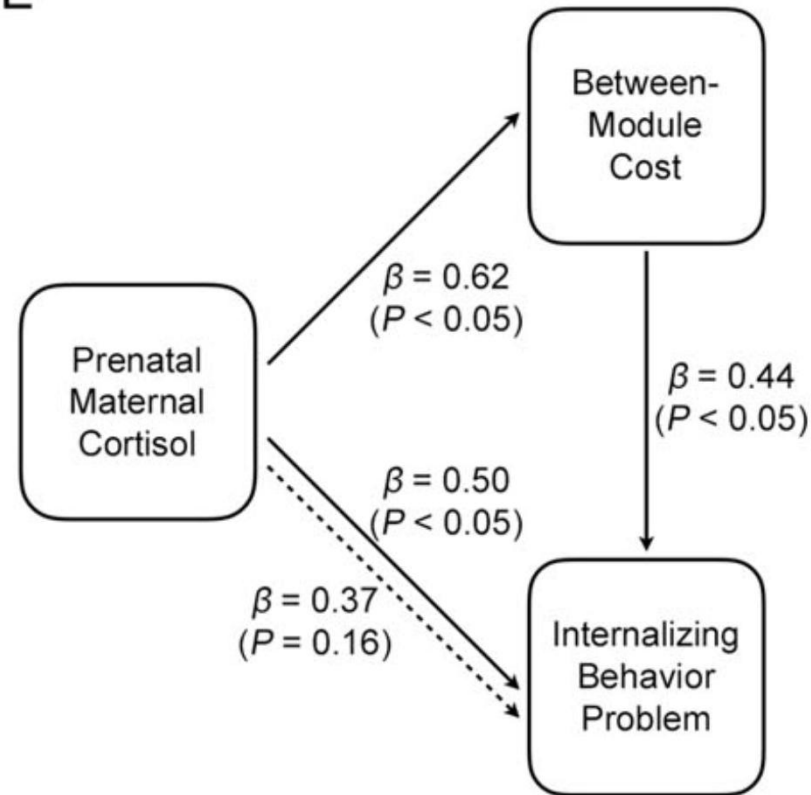 E
Between-
Module
Cost
β = 0.62
(P < 0.05)
Prenatal
Maternal
Cortisol
β = 0.44
(P < 0.05)
β = 0.50
(P < 0.05)
β = 0.37
(P = 0.16)
Internalizing
Behavior
Problem